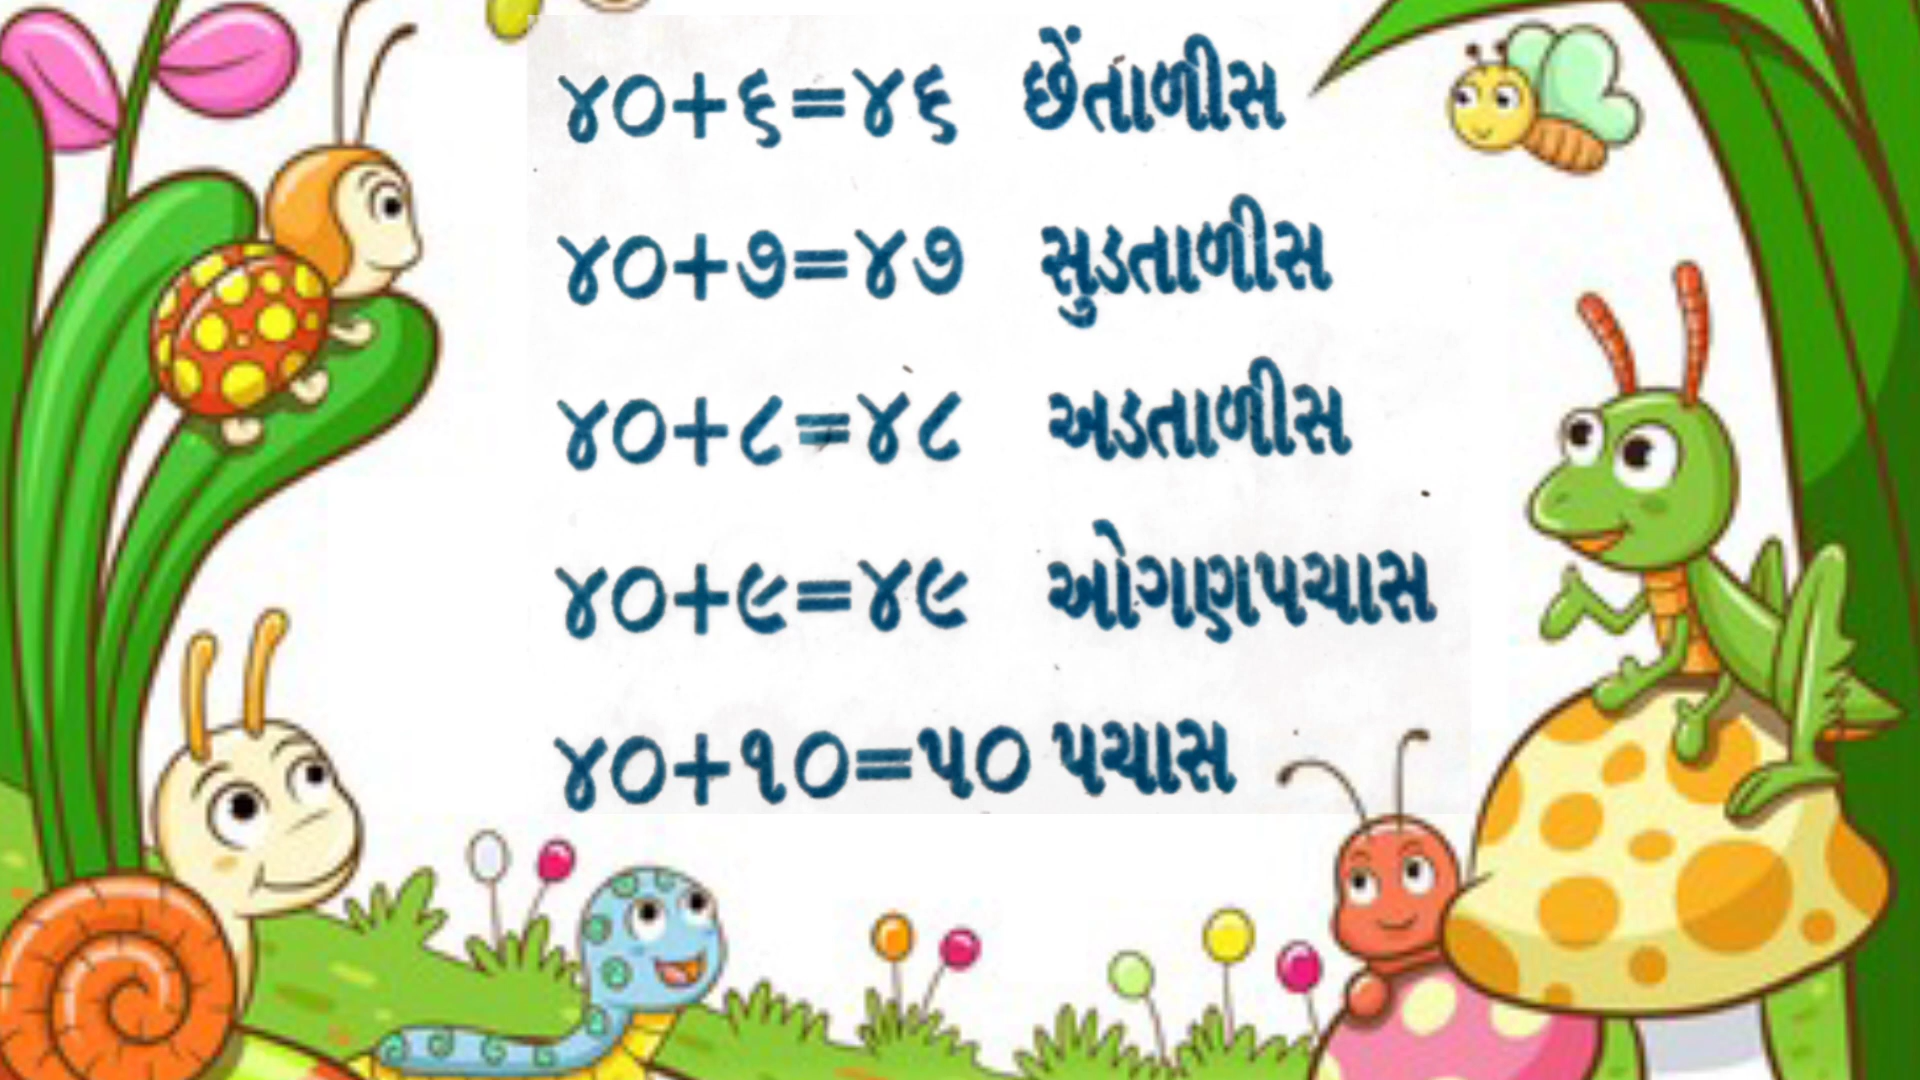 ૪૦+૬=૪૬ છેંતાળીસ
૪૦+૭=૪૭ સુડતાળીસ
૪૦+૮=૪૮ અડતાળીસ
૪૦+૯=૪૯ ઓગણપચાસ
૪૦+૧૦=૫૦ પચાસ